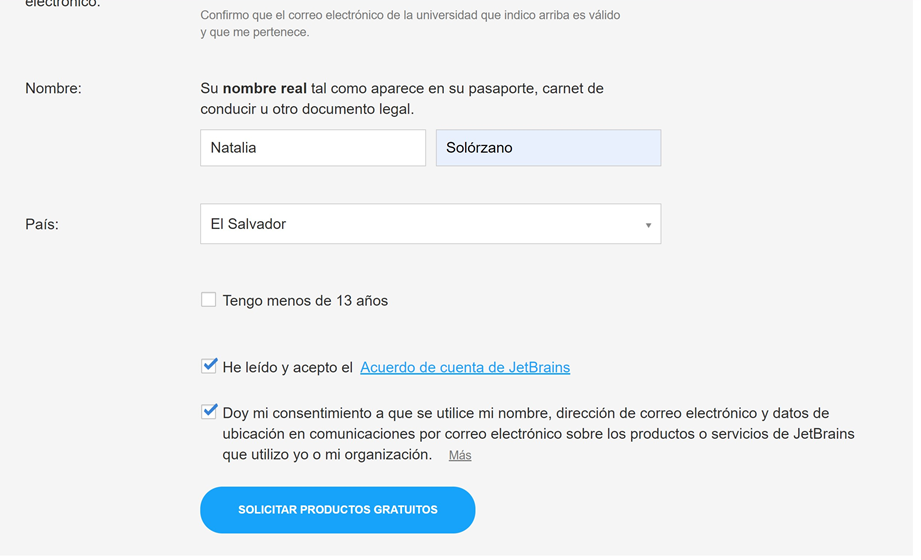 electrónico.
Confirmo que el correo electrónico de la universidad que indico arriba es válido
y que me pertenece.
Nombre:
Su nombre real tal como aparece en su pasaporte, carnet de
conducir u otro documento legal.
Natalia
Solórzano
País:
El Salvador
Tengo menos de 13 años
He leído y acepto el Acuerdo de cuenta de JetBrains
Doy mi consentimiento a que se utilice mi nombre, dirección de correo electrónico y datos de
ubicación en comunicaciones por correo electrónico sobre los productos o servicios de JetBrains
que utilizo yo o mi organización. Más
SOLICITAR PRODUCTOS GRATUITOS